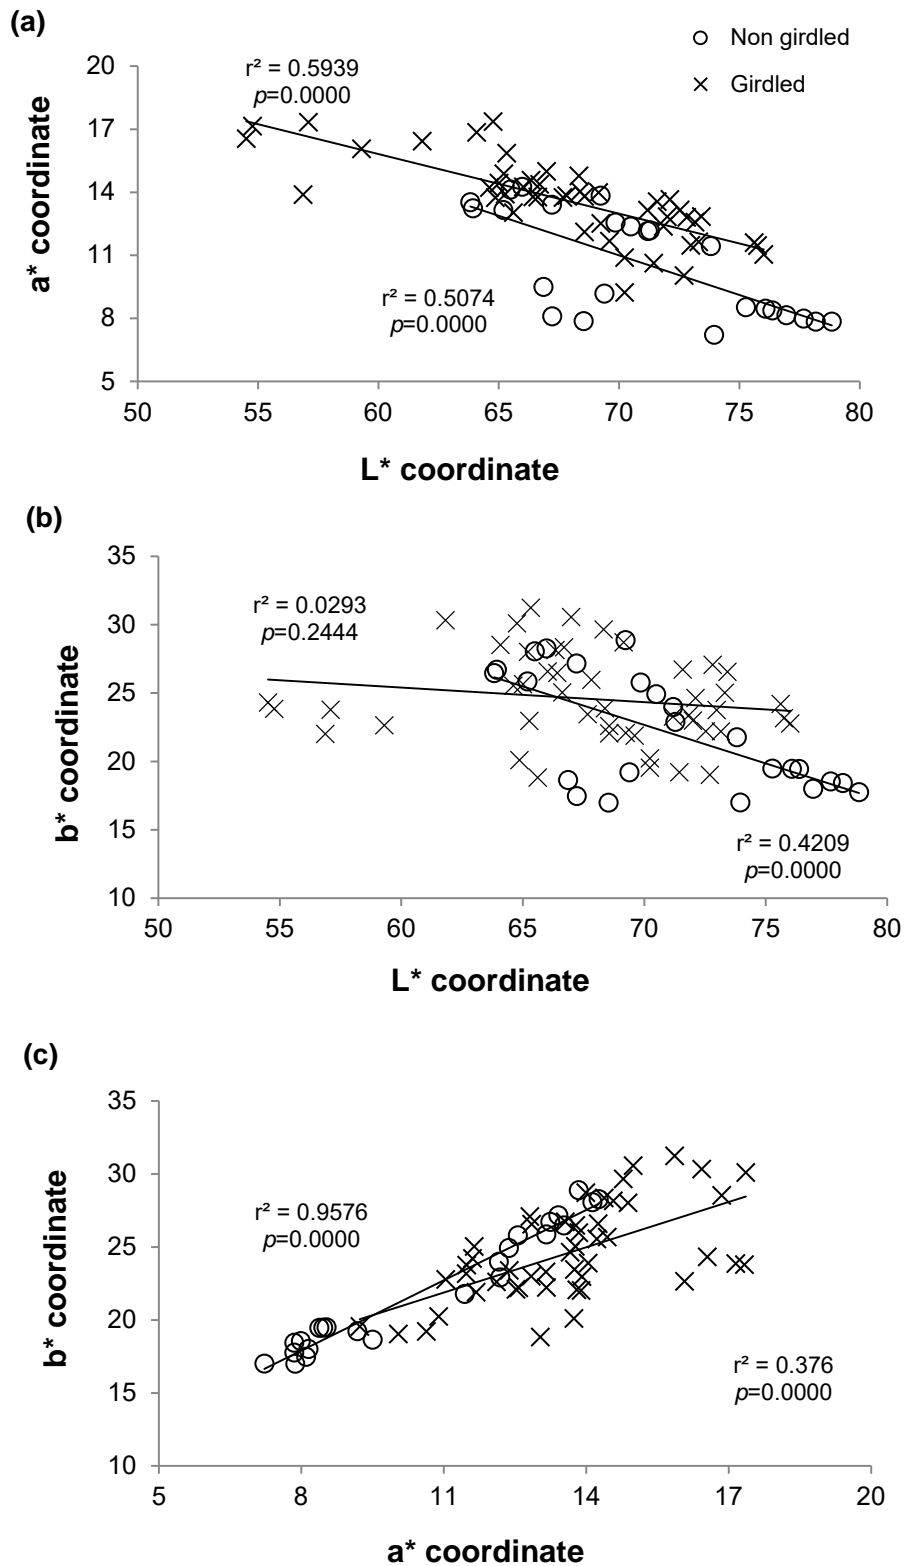 (a)
Non girdled
Girdled
r² = 0.5939
p=0.0000
r² = 0.5074
p=0.0000
20
17
14
11
8
5
a* coordinate
50 55 60 65 70 75 80
L* coordinate
(b)
r² = 0.0293
p=0.2444
r² = 0.4209
p=0.0000
35
30
25
20
15
10
b* coordinate
50 55 60 65 70 75 80
L* coordinate
(c)
r² = 0.9576
p=0.0000
r² = 0.376
p=0.0000
35
30
25
20
15
10
b* coordinate
5 8 11 14 17 20
a* coordinate